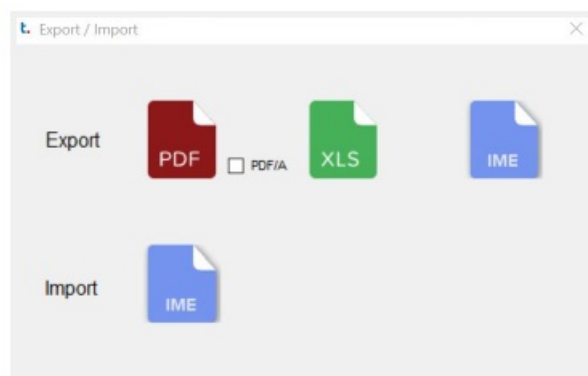 t. Export / Import
Export PDF PDF/A XLS IME
Import IME